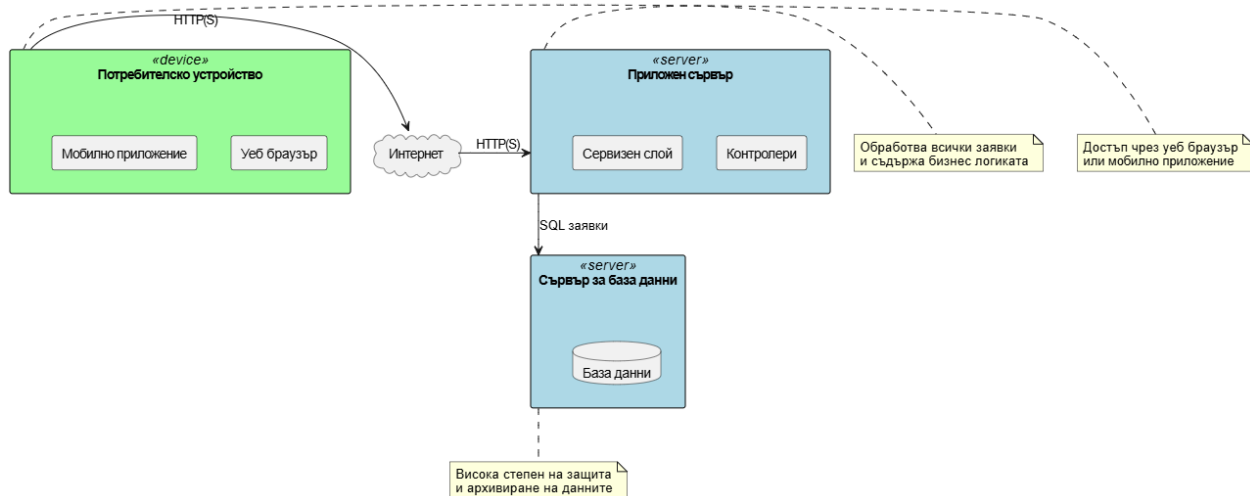 HTTP(S)
«device»
Потребителско устройство
Мобилно приложение
Уеб браузър
Интернет
HTTP(S)
«server»
Приложен сървър
Сервизен слой
Контролери
Обработва всички заявки
и съдържа бизнес логиката
Достъп чрез уеб браузър
или мобилно приложение
SQL заявки
«server»
Сървър за база данни
База данни
Висока степен на защита
и архивиране на данните